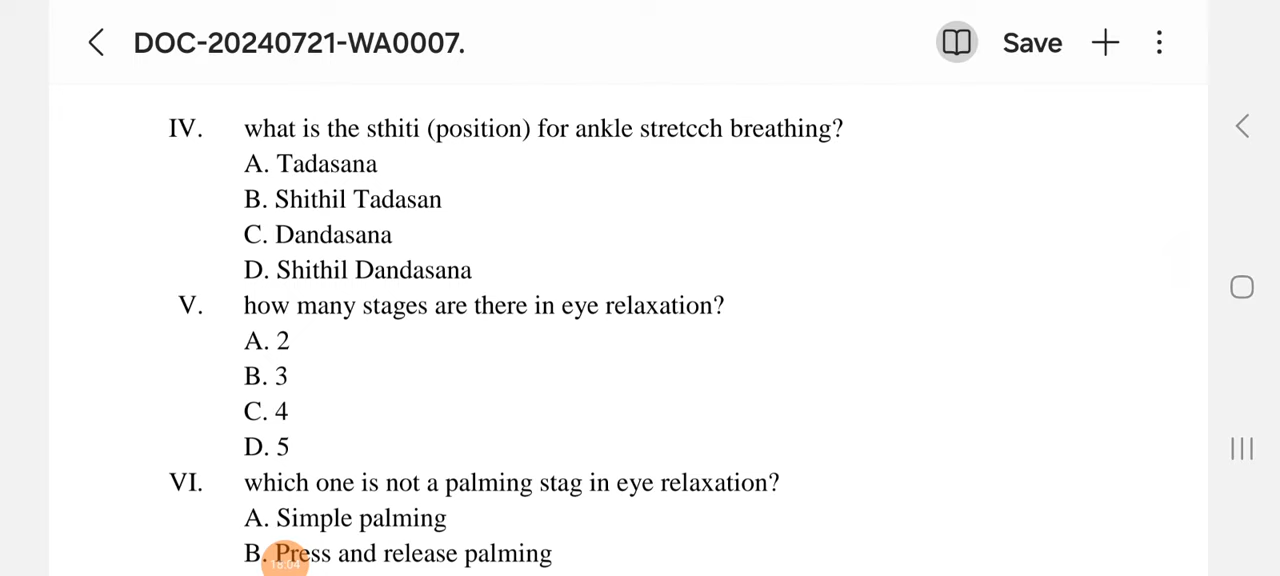 DOC-20240721-WA0007.
Save
IV. what is the sthiti (position) for ankle stretcch breathing?
A. Tadasana
B. Shithil Tadasan
C. Dandasana
D. Shithil Dandasana
V. how many stages are there in eye relaxation?
A. 2
B. 3
C. 4
D. 5
VI. which one is not a palming stag in eye relaxation?
A. Simple palming
B. Press and release palming
18:04